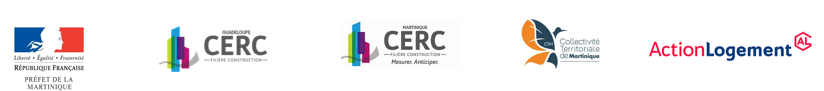 Liberté • Égalité • Fraternité
RÉPUBLIQUE FRANÇAISE
PRÉFET DE LA
MARTINIQUE
GUADELOUPE
CERC
FILIÈRE CONSTRUCTION
MARTINIQUE
CERC
FILIÈRE CONSTRUCTION
Mesurer. Anticiper.
CTM
Collectivité
Territoriale
de Martinique
ActionLogement
AL